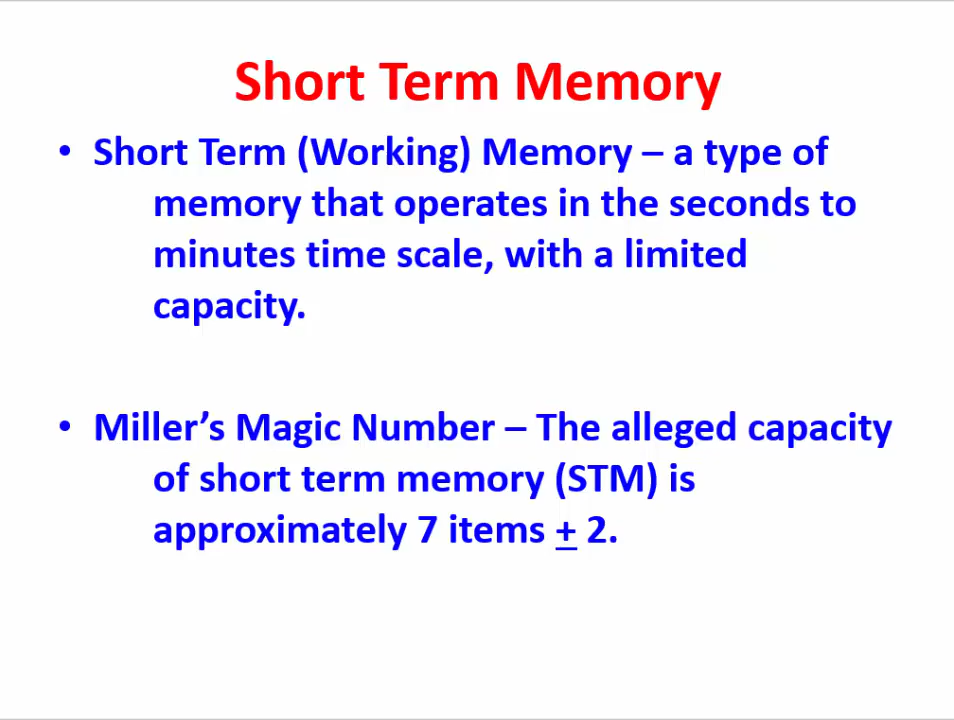 Short Term Memory
• Short Term (Working) Memory – a type of
memory that operates in the seconds to
minutes time scale, with a limited
capacity.
• Miller’s Magic Number – The alleged capacity
of short term memory (STM) is
approximately 7 items ± 2.